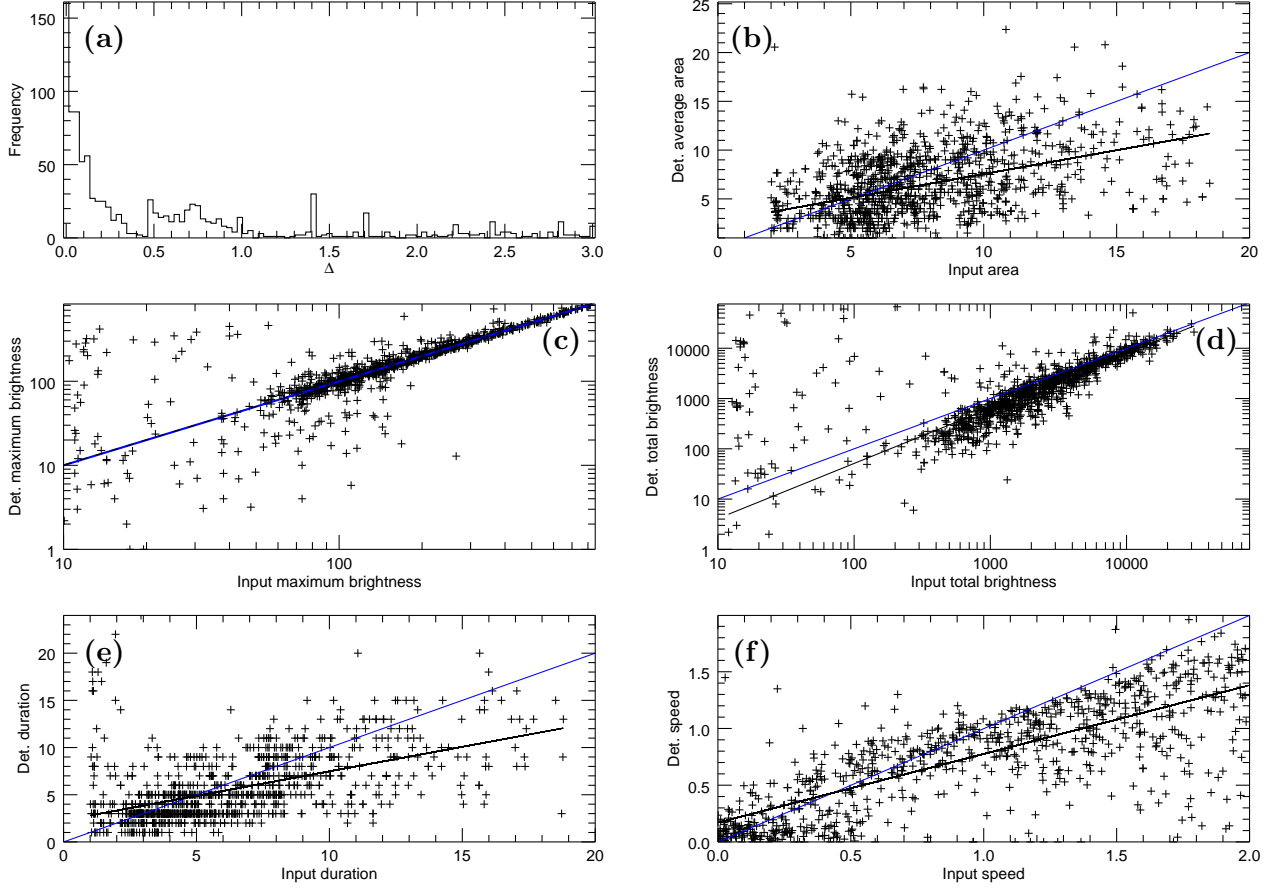 (a)
150
100
50
0
Frequency
0.0 0.5 1.0 1.5 2.0 2.5 3.0
Δ
(b)
25
20
15
10
5
Det. average area
0 5 10 15 20
Input area
(c)
100
10
1
Det. maximum brightness
10 100
Input maximum brightness
(d)
10000
1000
100
10
1
Det. total brightness
10 100 1000 10000
Input total brightness
(e)
20
15
10
5
0
Det. duration
0 5 10 15 20
Input duration
(f)
1.5
1.0
0.5
0.0
Det. speed
0.0 0.5 1.0 1.5 2.0
Input speed